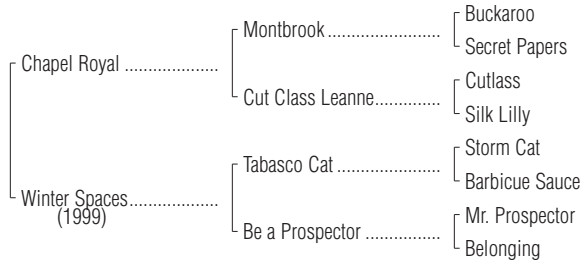 Buckaroo
Montbrook ......................
Secret Papers
Chapel Royal ...................
Cutlass
Cut Class Leanne.............
Silk Lilly
Storm Cat
Tabasco Cat ....................
Barbicue Sauce
Winter Spaces..................
(1999)
Mr. Prospector
Be a Prospector ...............
Belonging